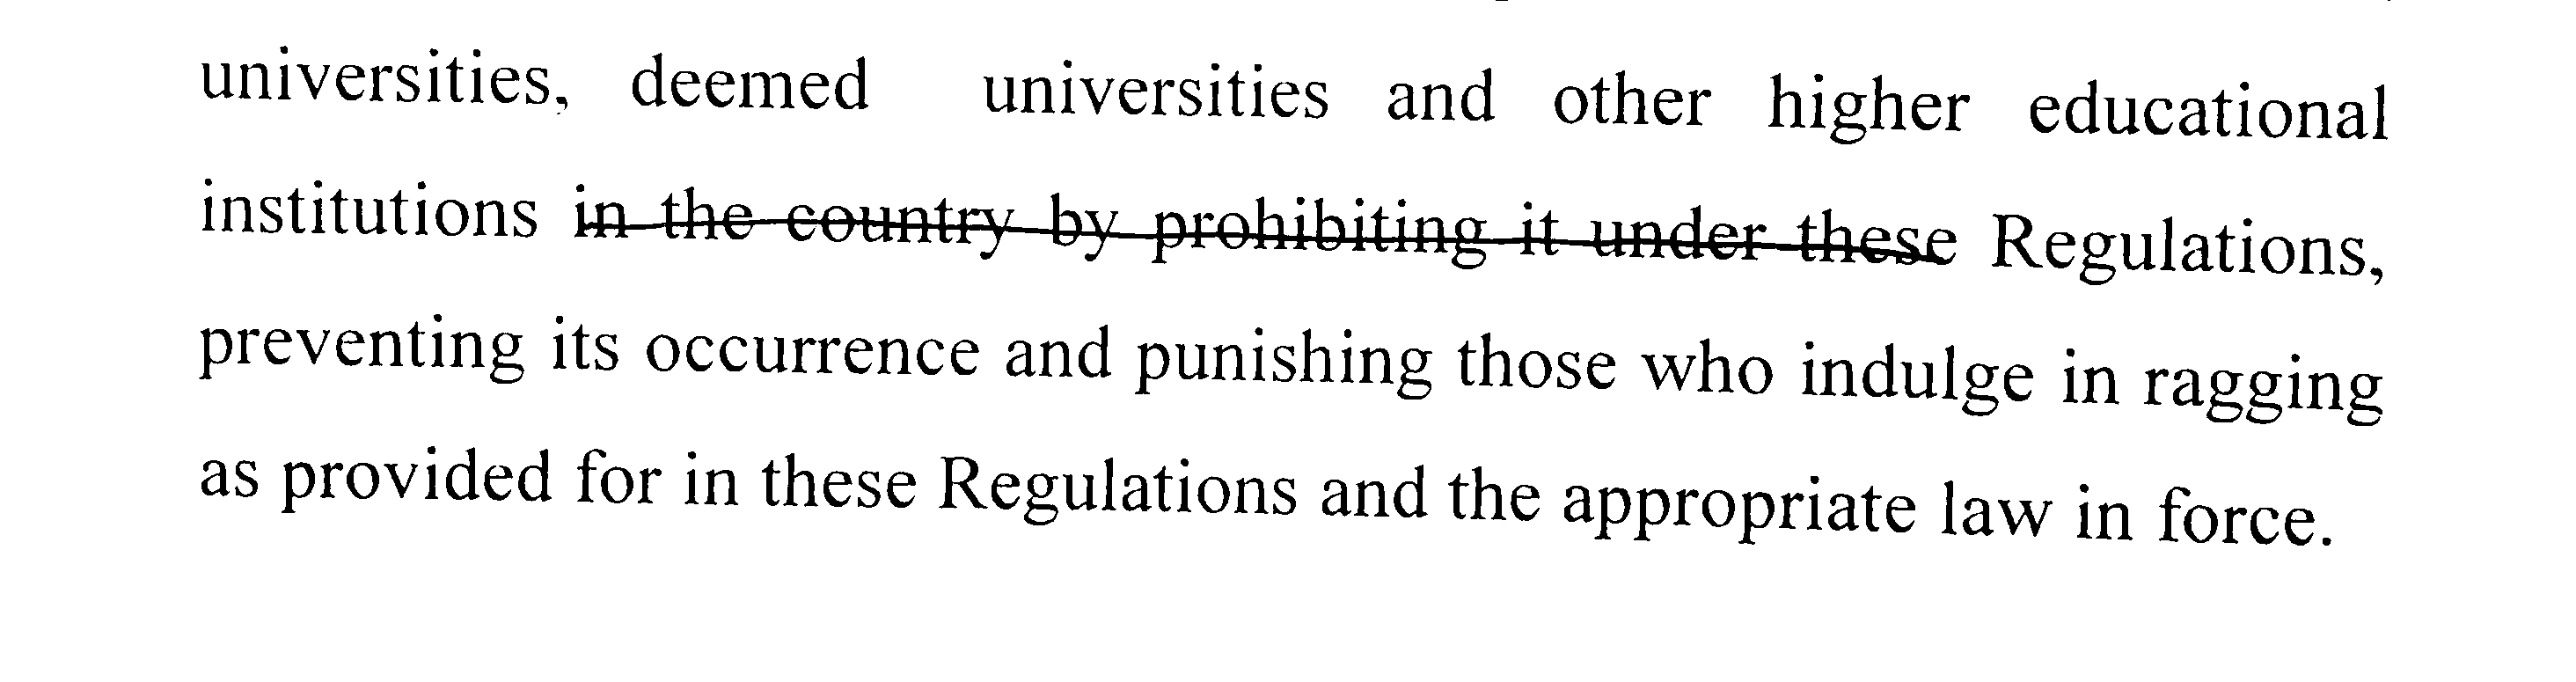 universities, deemed universities and other higher educational
institutions in the country by prohibiting it under these Regulations,
preventing its occurrence and punishing those who indulge in ragging
as provided for in these Regulations and the appropriate law in force.